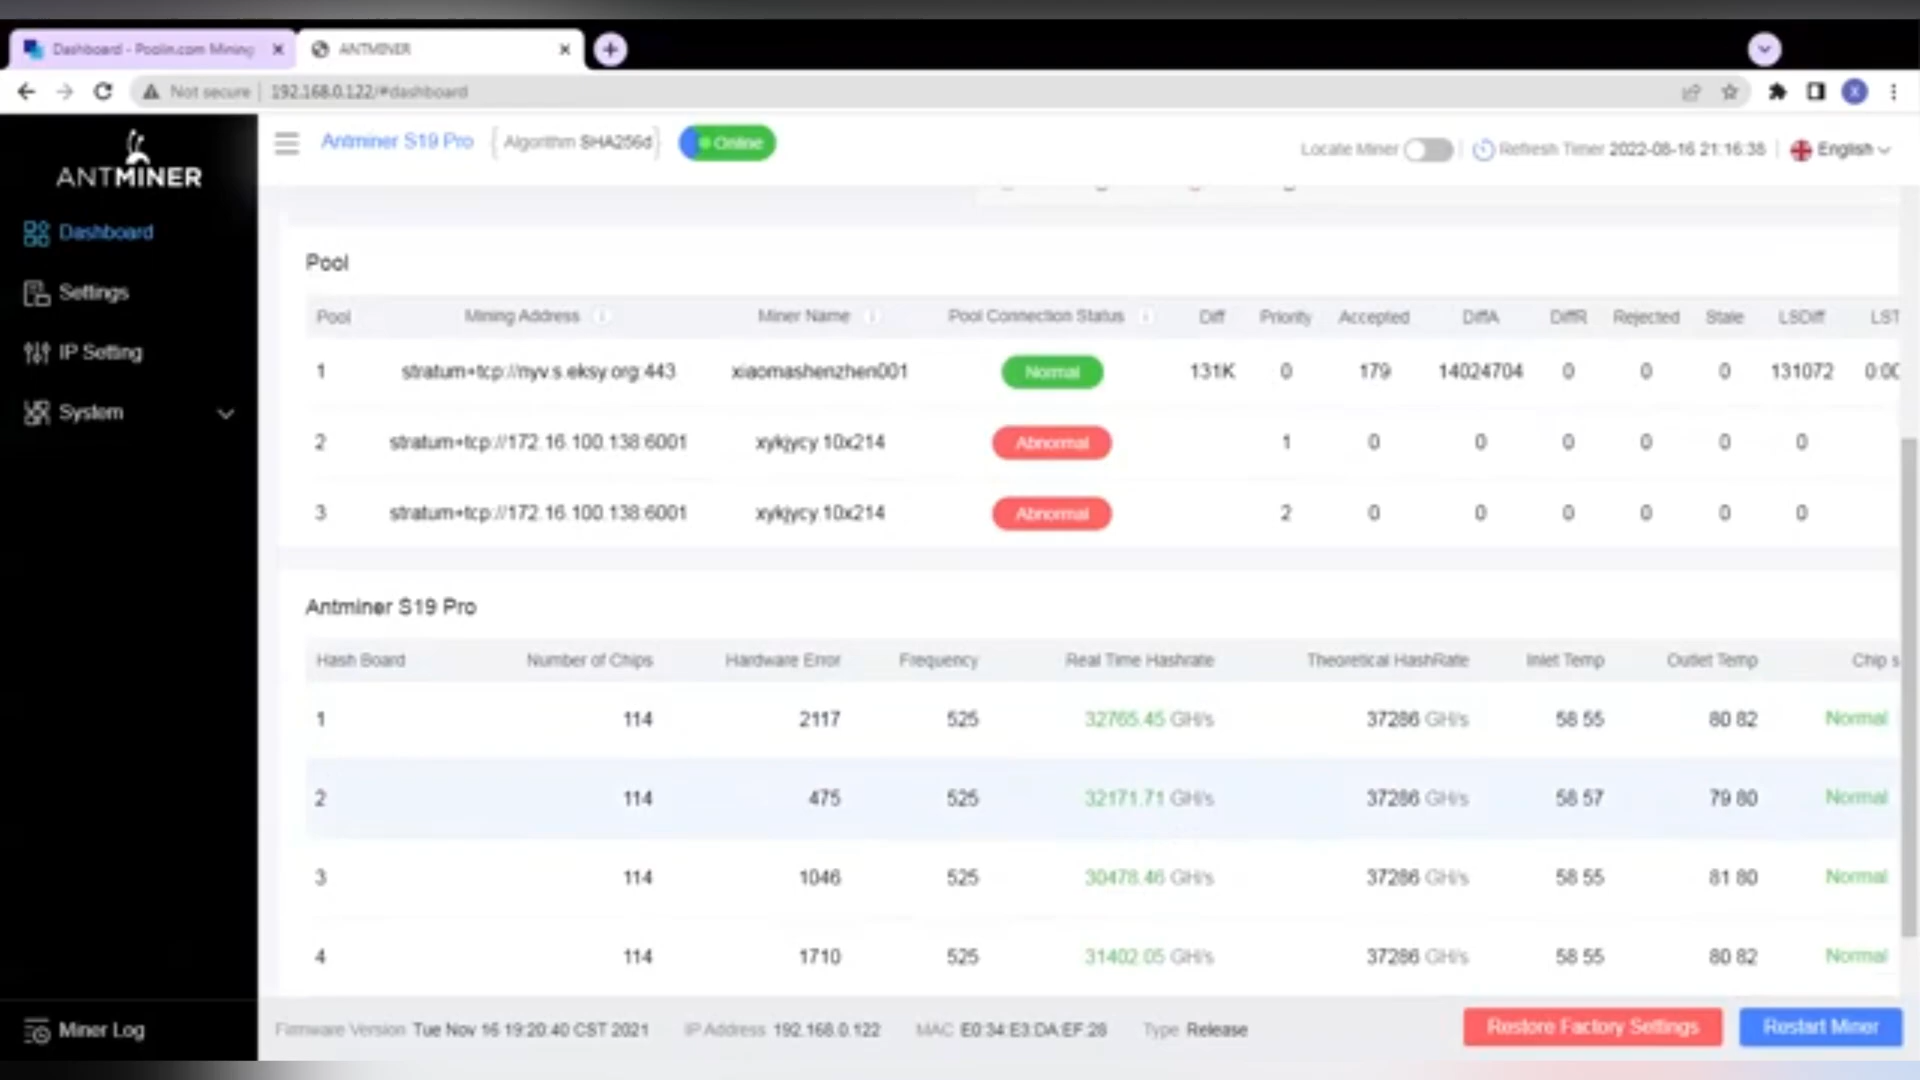 Dashboard - Poolin.com Mining
ANTMINER
Not secure 192.168.0.122/#dashboard
ANTMINER
Antminer S19 Pro Algorithm SHA256d Online
Locate Miner Refresh Timer 2022-08-16 21:16:38 English
Dashboard
Settings
IP Setting
System
Pool
Pool Mining Address Miner Name Pool Connection Status Diff Priority Accepted DiffA DiffR Rejected Stale LSDiff LST
1 stratum+tcp://nyv.s.eksy.org:443 xiaomashenzhen001 Normal 131K 0 179 14024704 0 0 0 131072 0:00
2 stratum+tcp://172.16.100.138:6001 xykjycy.10x214 Abnormal 1 0 0 0 0 0 0
3 stratum+tcp://172.16.100.138:6001 xykjycy.10x214 Abnormal 2 0 0 0 0 0 0
Antminer S19 Pro
Hash Board Number of Chips Hardware Error Frequency Real Time Hashrate Theoretical HashRate Inlet Temp Outlet Temp Chip s
1 114 2117 525 32765.45 GH/s 37286 GH/s 58 55 80 82 Normal
2 114 475 525 32171.71 GH/s 37286 GH/s 58 57 79 80 Normal
3 114 1046 525 30478.46 GH/s 37286 GH/s 58 55 81 80 Normal
4 114 1710 525 31402.05 GH/s 37286 GH/s 58 55 80 82 Normal
Miner Log
Firmware Version Tue Nov 16 19:20:40 CST 2021 IP Address 192.168.0.122 MAC E0:34:E3:DA:EF:28 Type Release
Restore Factory Settings Restart Miner